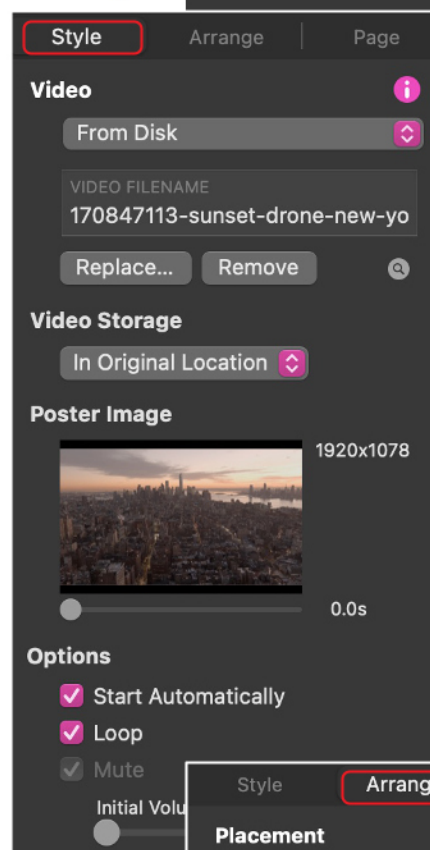 Style Arrange Page
Video
From Disk
VIDEO FILENAME
170847113-sunset-drone-new-yo
Replace... Remove
Video Storage
In Original Location
Poster Image
1920x1078
0.0s
Options
Start Automatically
Loop
Mute
Initial Volu
Style Arrang
Placement